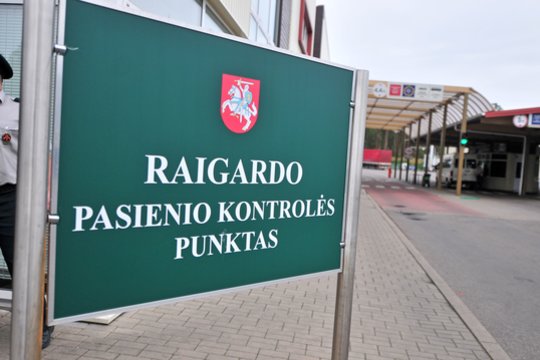 RAIGARDO
PASIENIO KONTROLĖS
PUNKTAS